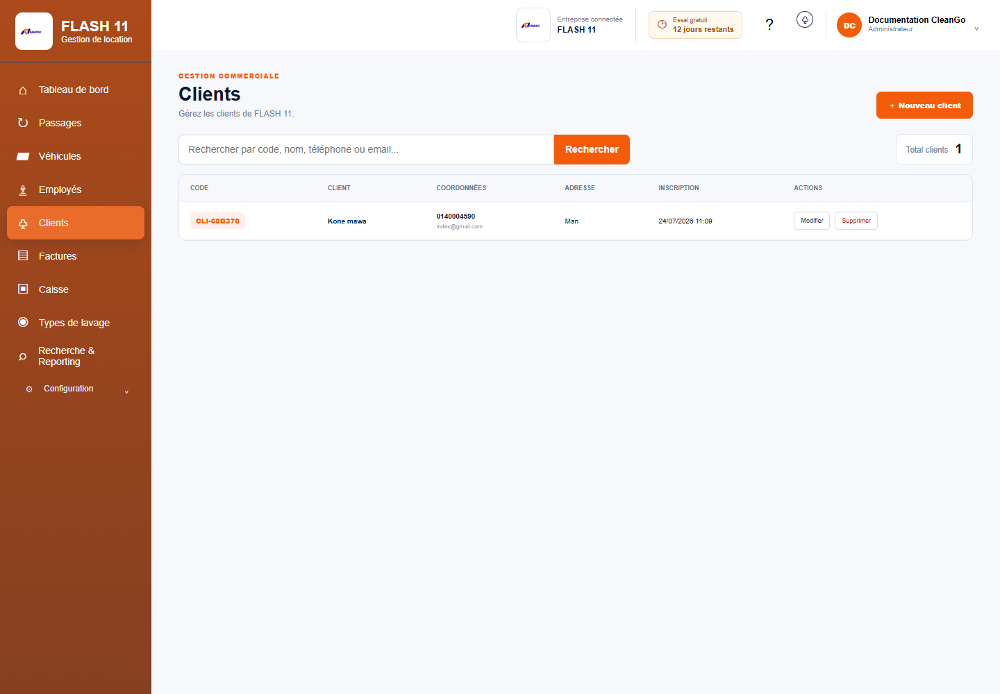 FLASH 11
Gestion de location
Tableau de bord
Passages
Véhicules
Employés
Clients
Factures
Caisse
Types de lavage
Recherche &
Reporting
Configuration
Entreprise connectée
FLASH 11
Essai gratuit
12 jours restants
?
DC
Documentation CleanGo
Administrateur
GESTION COMMERCIALE
Clients
Gérez les clients de FLASH 11.
+ Nouveau client
Rechercher par code, nom, téléphone ou email...
Rechercher
Total clients 1
CODE CLIENT COORDONNÉES ADRESSE INSCRIPTION ACTIONS
CLI-68B370 Kone mawa 0140004590 Man 24/07/2026 11:09 Modifier Supprimer
index@gmail.com